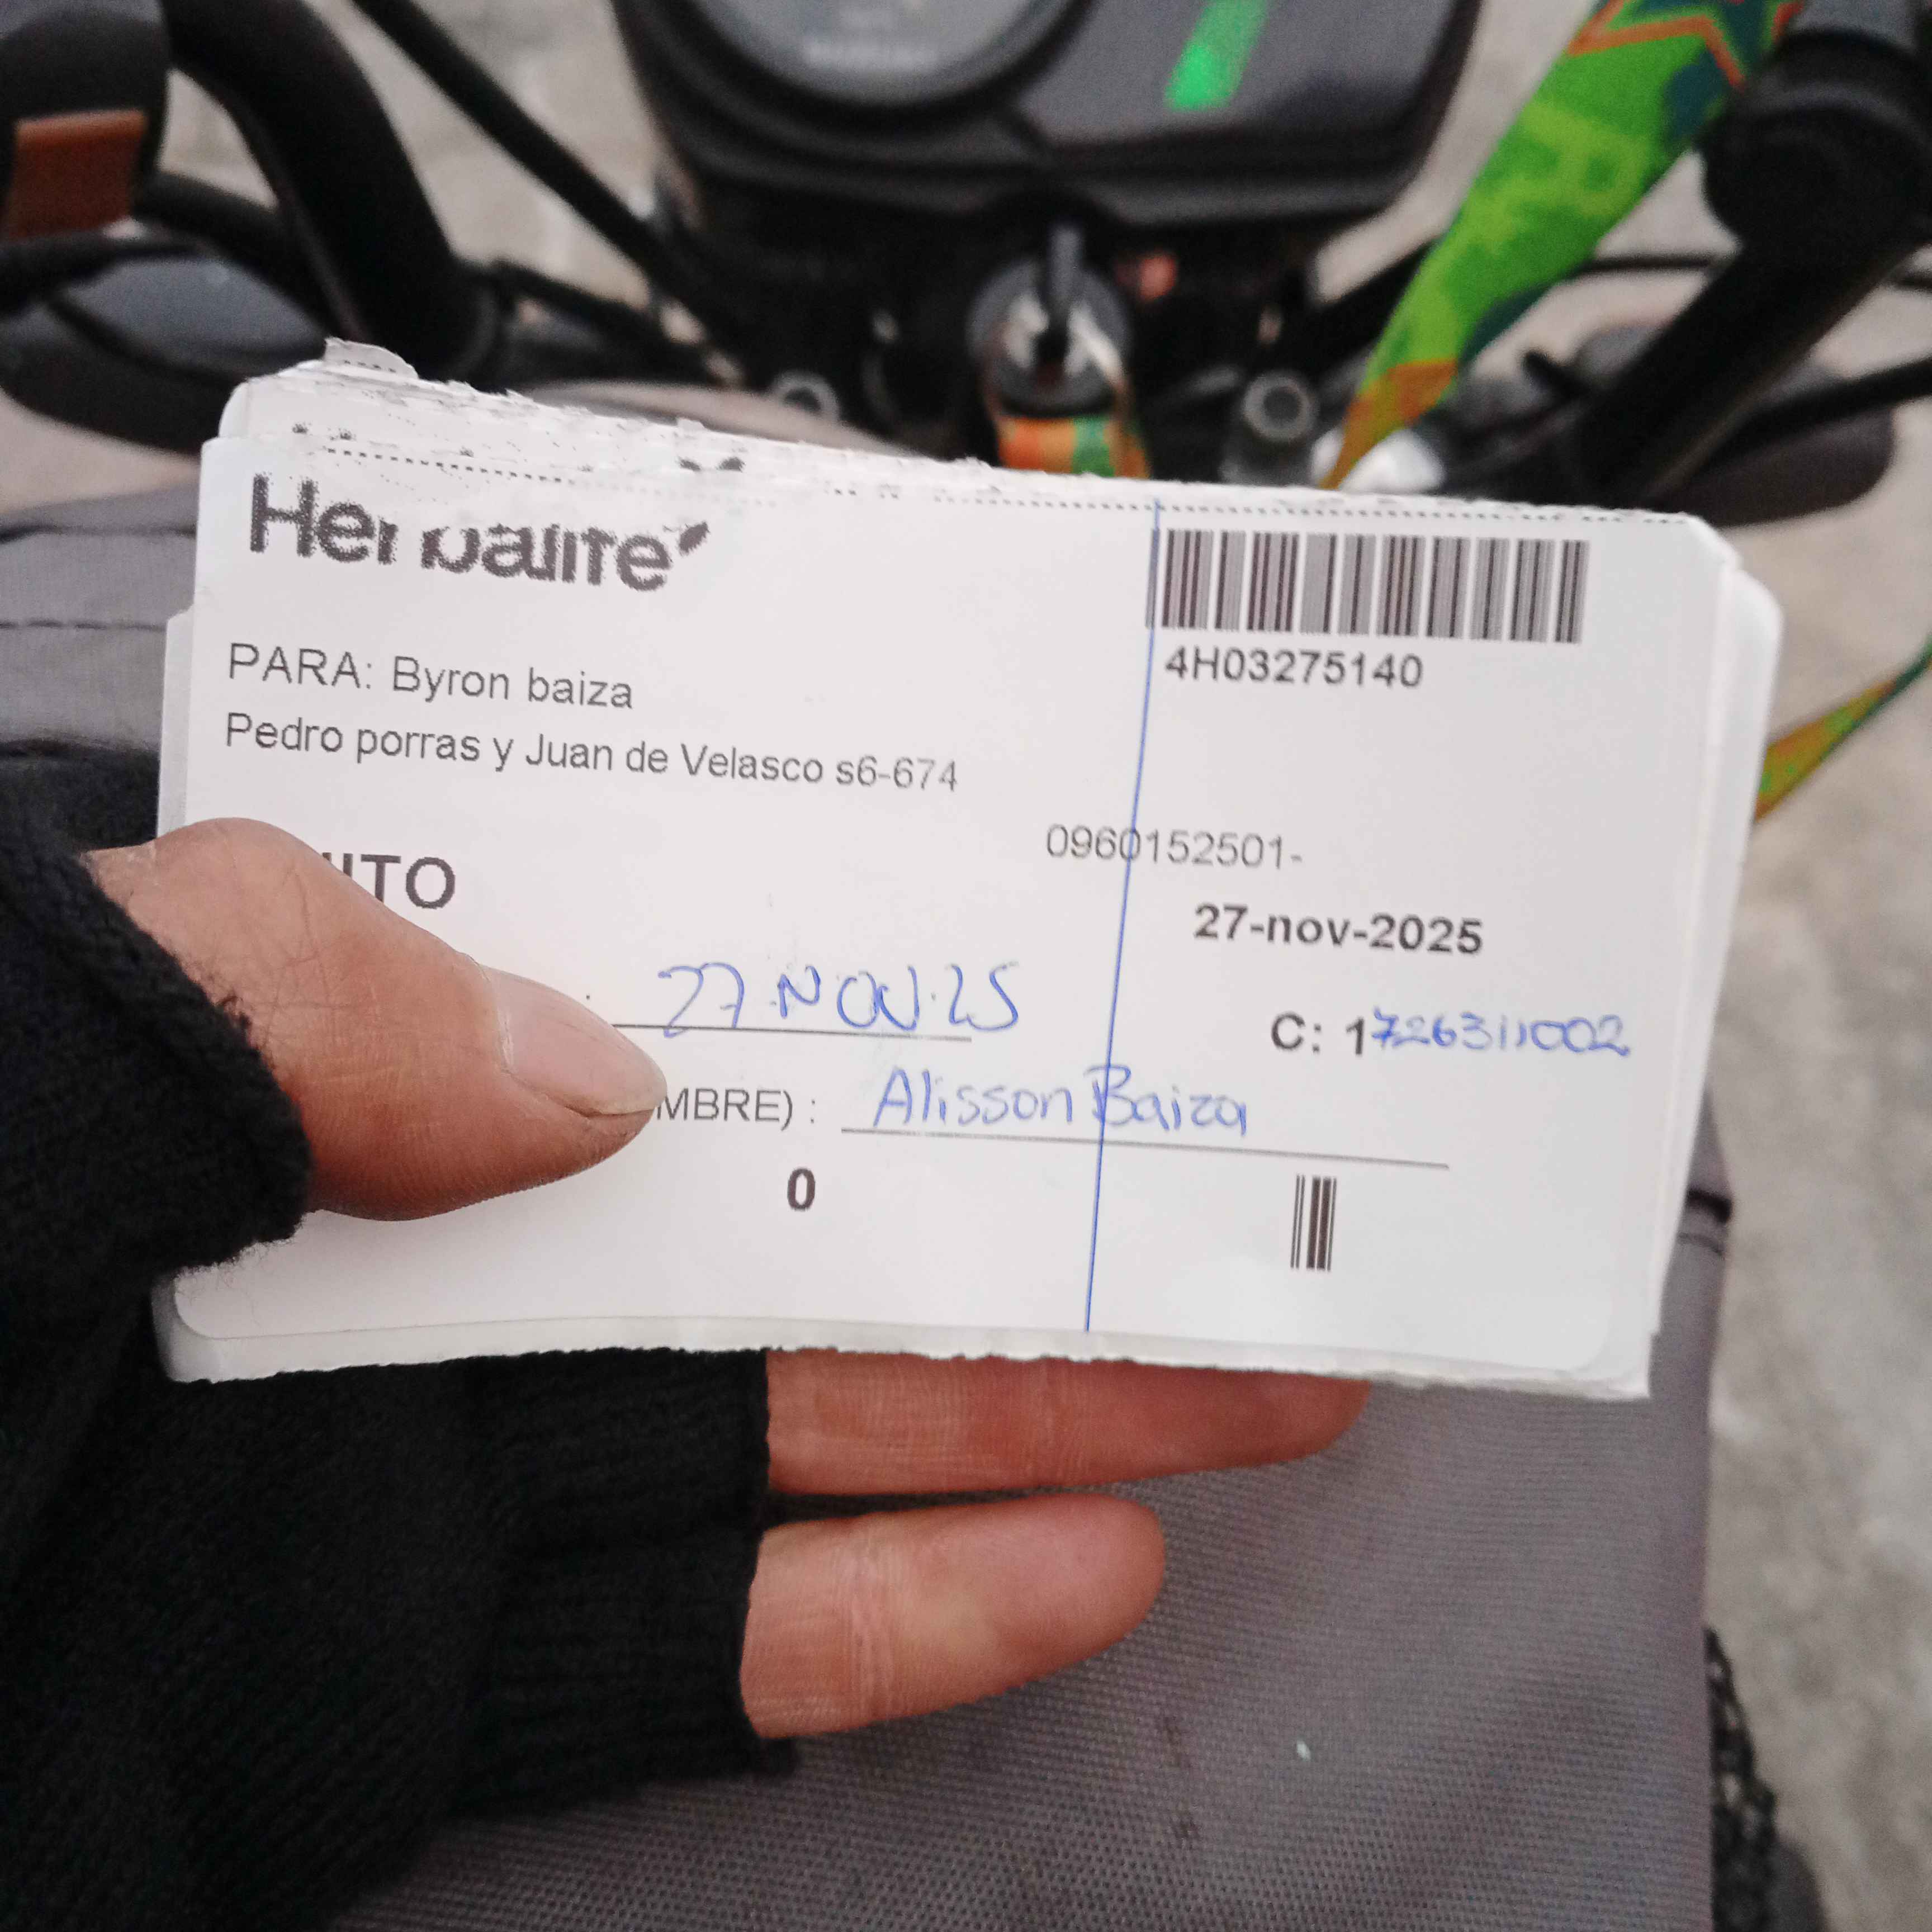 Herbalife
4H03275140
PARA: Byron baiza
Pedro porras y Juan de Velasco s6-674
0960152501-
27-nov-2025
27.NOV.25
C: 1726311002
MBRE) : Alisson Baiza
0